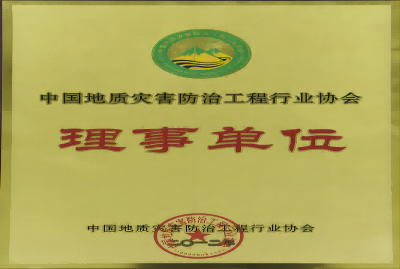 中国地质灾害防治工程行业协会
理事单位
中国地质灾害防治工程行业协会
二〇一二年